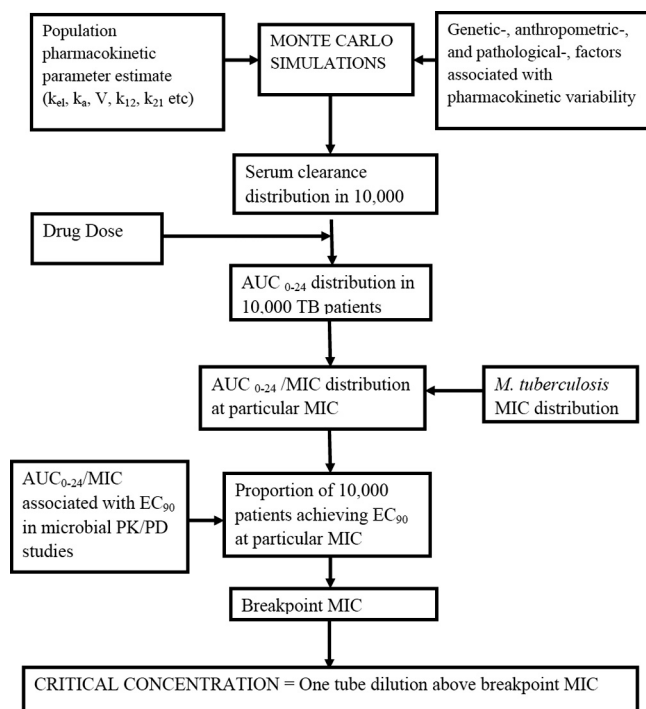 Population
pharmacokinetic
parameter estimate
(kel, ka, V, k12, k21 etc)
MONTE CARLO
SIMULATIONS
Genetic-, anthropometric-,
and pathological-, factors
associated with
pharmacokinetic variability
Serum clearance
distribution in 10,000
Drug Dose
AUC 0-24 distribution in
10,000 TB patients
AUC 0-24 /MIC distribution
at particular MIC
M. tuberculosis
MIC distribution
AUC0-24/MIC
associated with EC90
in microbial PK/PD
studies
Proportion of 10,000
patients achieving EC90
at particular MIC
Breakpoint MIC
CRITICAL CONCENTRATION = One tube dilution above breakpoint MIC